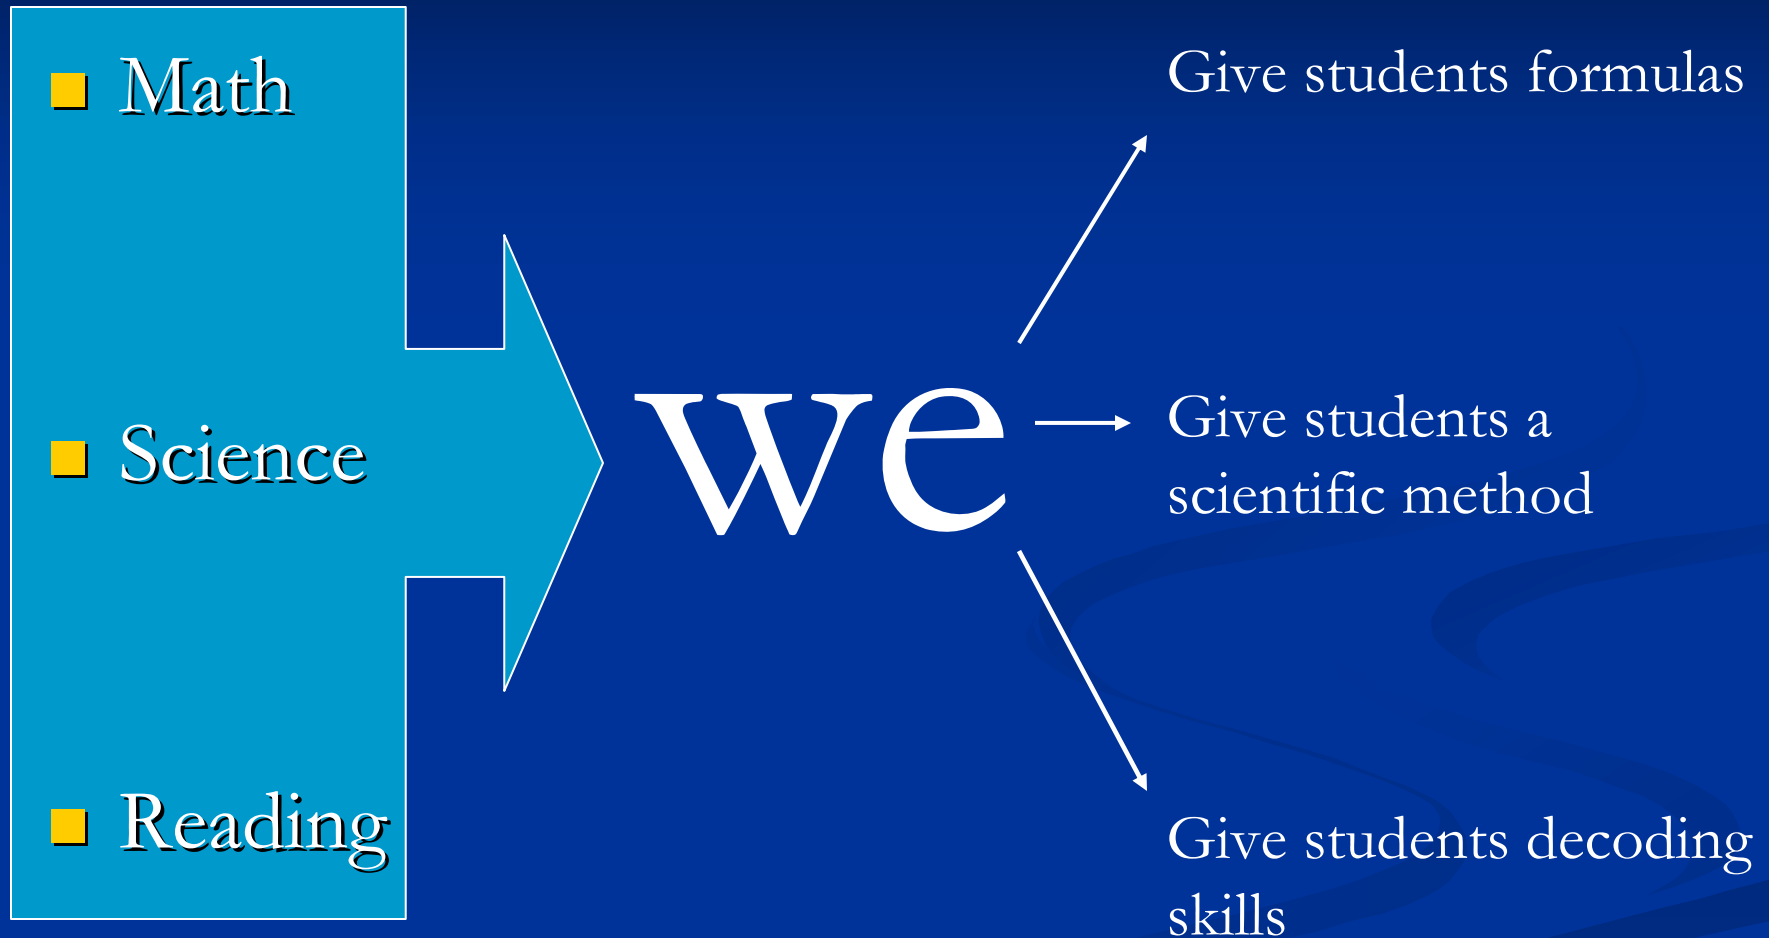 Math
Science
Reading
we
Give students formulas
Give students a
scientific method
Give students decoding
skills